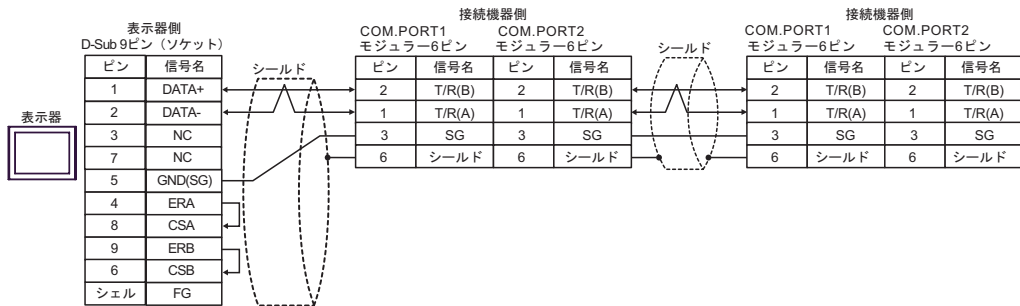 表示器
表示器側
D-Sub 9ピン（ソケット）
ピン 信号名
1 DATA+
2 DATA-
3 NC
7 NC
5 GND(SG)
4 ERA
8 CSA
9 ERB
6 CSB
シェル FG
シールド
接続機器側
COM.PORT1 COM.PORT2
モジュラー6ピン モジュラー6ピン
ピン 信号名 ピン 信号名
2 T/R(B) 2 T/R(B)
1 T/R(A) 1 T/R(A)
3 SG 3 SG
6 シールド 6 シールド
シールド
接続機器側
COM.PORT1 COM.PORT2
モジュラー6ピン モジュラー6ピン
ピン 信号名 ピン 信号名
2 T/R(B) 2 T/R(B)
1 T/R(A) 1 T/R(A)
3 SG 3 SG
6 シールド 6 シールド